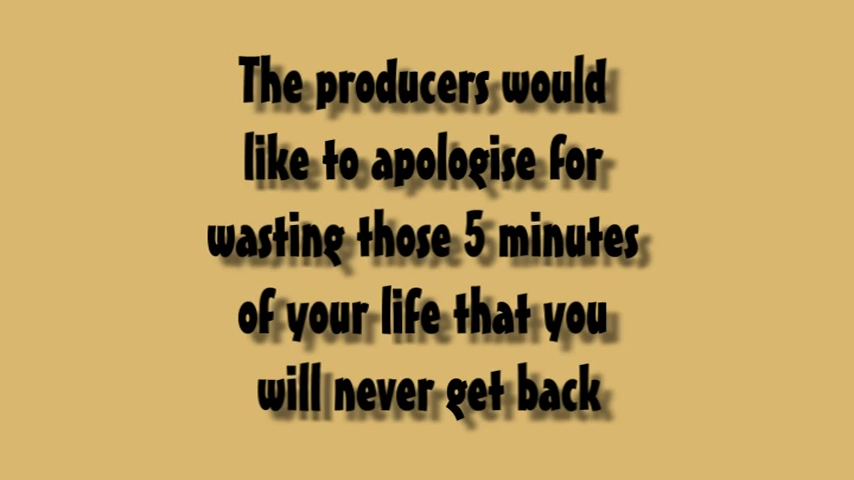 The producers would
like to apologise for
wasting those 5 minutes
of your life that you
will never get back